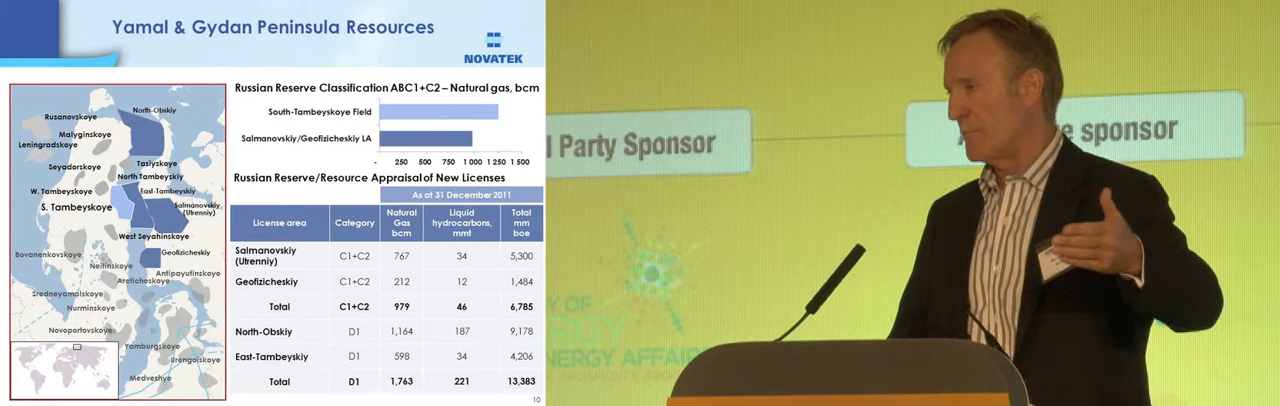 Yamal & Gydan Peninsula Resources
NOVATEK
North-Obskiy
Rusanovskoye
Malyginskoye
Leningradskoye
Taslyskoye
Seyadorskoye
North Tambeyskiy
W. Tambeyskoye
East-Tambeyskiy
S. Tambeyskoye
Salmanovskiy
(Utrenniy)
West Seyahinskoye
Bovanenkovskoye
Geofizicheskiy
Neitinskoye
Antipayutinskoye
Arcticheskoye
Sredneyamalskoye
Nurminskoye
Novoportovskoye
Yamburgskoye
Urengoiskoye
Medvezhye
Russian Reserve Classification ABC1+C2 – Natural gas, bcm
South-Tambeyskoye Field
Salmanovskiy/Geofizicheskiy LA
- 250 500 750 1 000 1 250 1 500
Russian Reserve/Resource Appraisal of New Licenses
As at 31 December 2011
License area Category Natural Gas bcm Liquid hydrocarbons, mmt Total mm boe
Salmanovskiy (Utrenniy) C1+C2 767 34 5,300
Geofizicheskiy C1+C2 212 12 1,484
Total C1+C2 979 46 6,785
North-Obskiy D1 1,164 187 9,178
East-Tambeyskiy D1 598 34 4,206
Total D1 1,763 221 13,383
10
Party Sponsor
sponsor